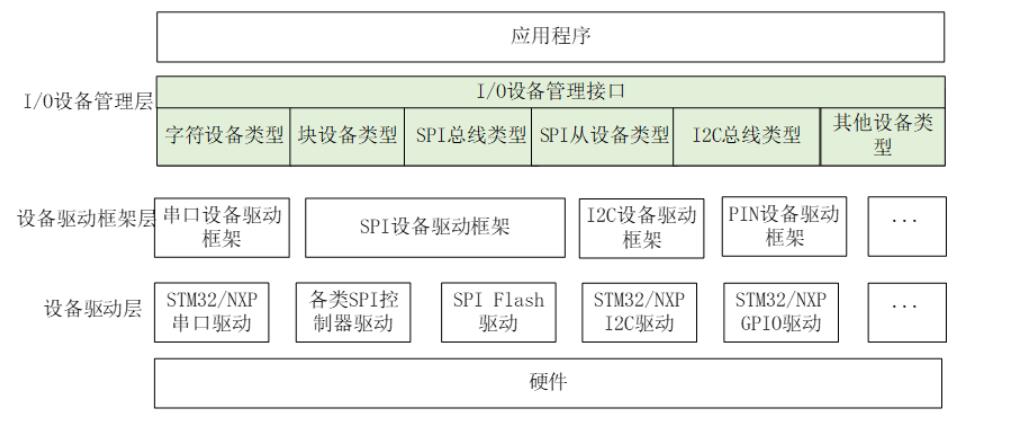 应用程序
I/O设备管理层
I/O设备管理接口
字符设备类型
块设备类型
SPI总线类型
SPI从设备类型
I2C总线类型
其他设备类
型
设备驱动框架层
串口设备驱动
框架
SPI设备驱动框架
I2C设备驱动
框架
PIN设备驱动
框架
...
设备驱动层
STM32/NXP
串口驱动
各类SPI控
制器驱动
SPI Flash
驱动
STM32/NXP
I2C驱动
STM32/NXP
GPIO驱动
...
硬件